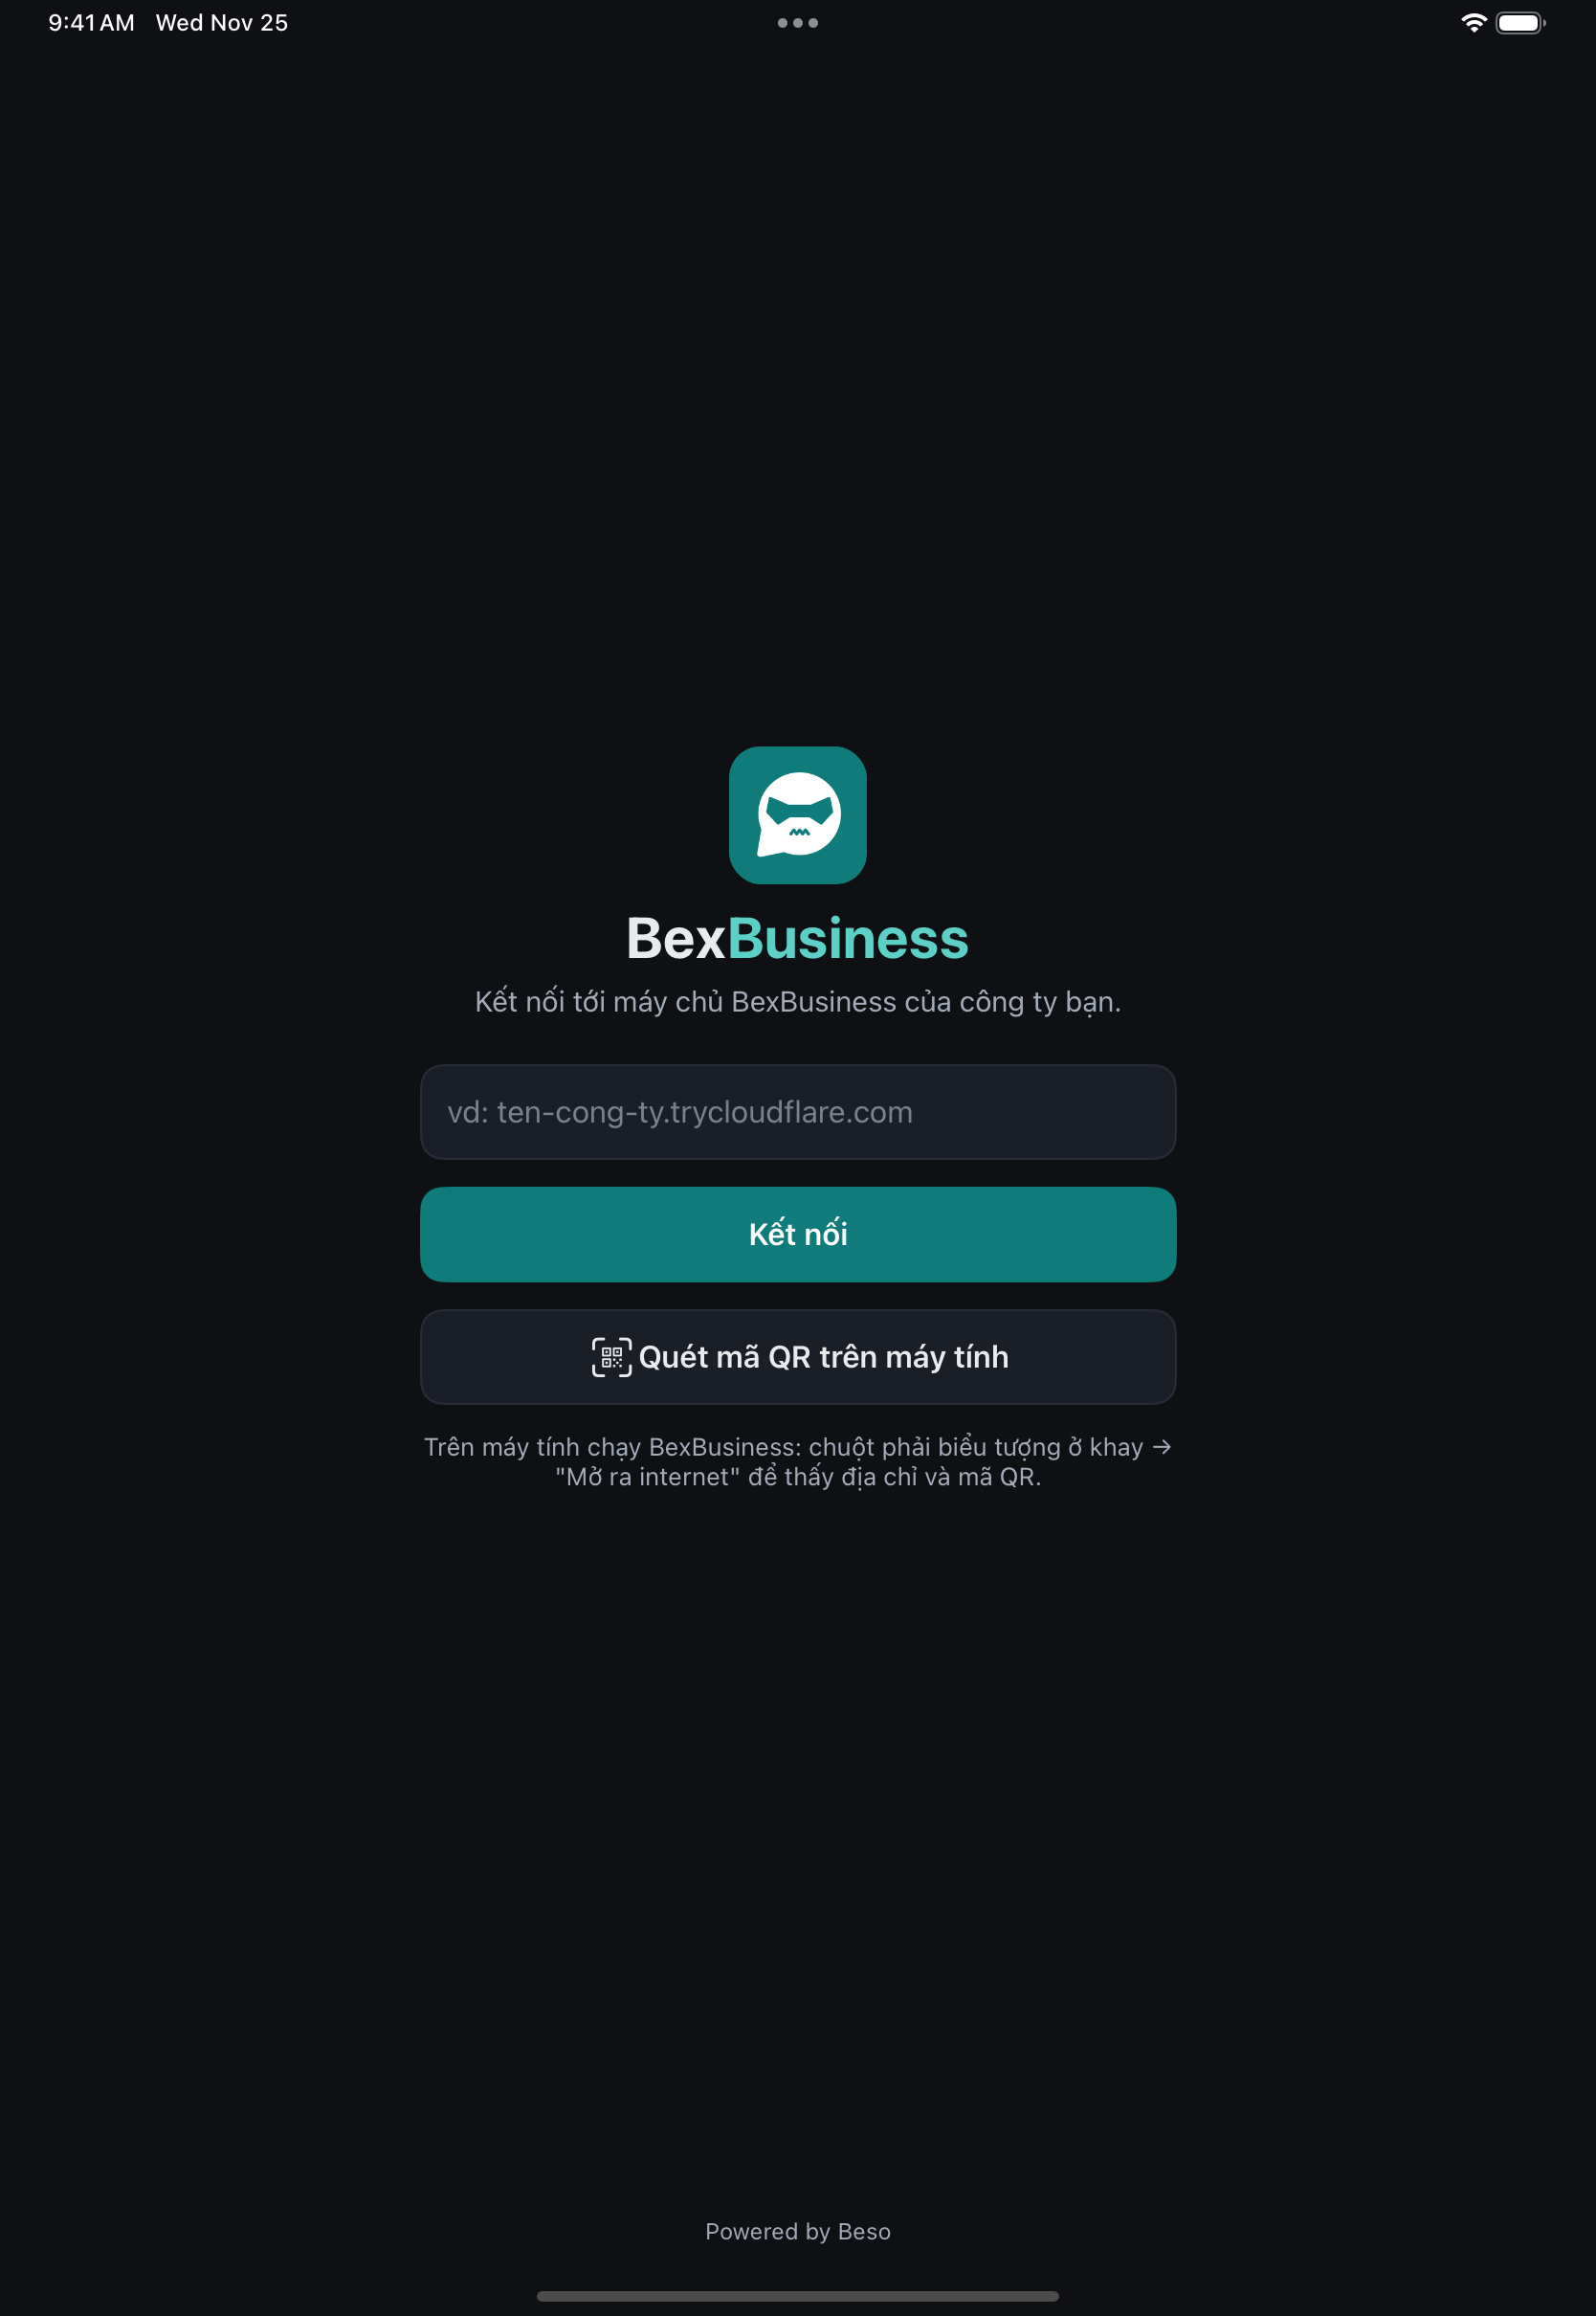 9:41 AM Wed Nov 25
BexBusiness
Kết nối tới máy chủ BexBusiness của công ty bạn.
vd: ten-cong-ty.trycloudflare.com
Kết nối
Quét mã QR trên máy tính
Trên máy tính chạy BexBusiness: chuột phải biểu tượng ở khay →
"Mở ra internet" để thấy địa chỉ và mã QR.
Powered by Beso